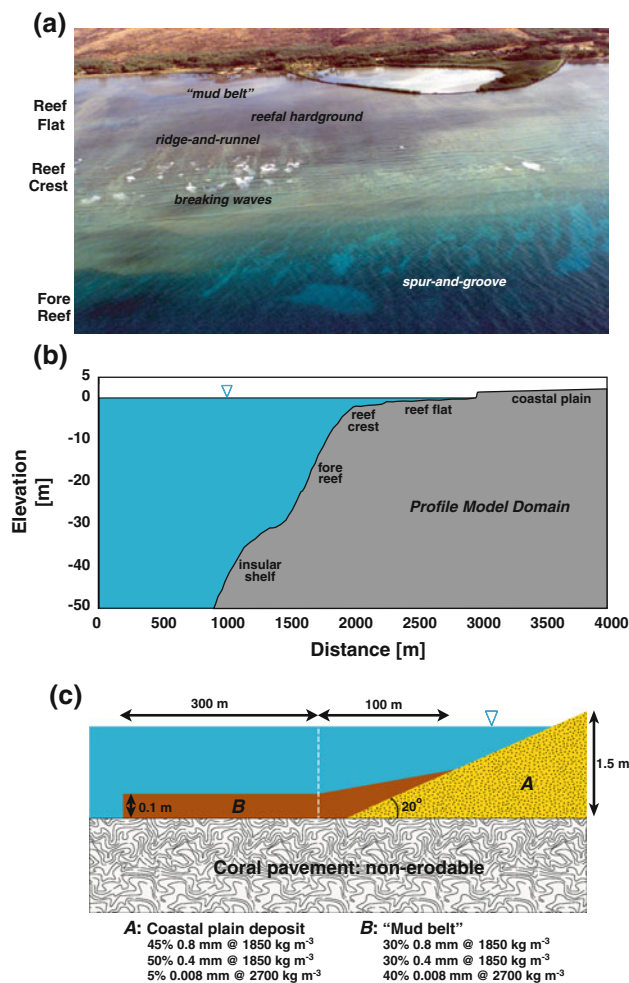 (a)
"mud belt"
Reef
Flat
reefal hardground
ridge-and-runnel
Reef
Crest
breaking waves
spur-and-groove
Fore
Reef
(b)
5
0
-10
-20
-30
-40
-50
Elevation
[m]
reef
crest
reef flat
coastal plain
fore
reef
Profile Model Domain
insular
shelf
0
1000
1500
2000
2500
3000
3500
4000
Distance [m]
(c)
300 m
100 m
1.5 m
A
0.1 m
B
20°
Coral pavement: non-erodable
A: Coastal plain deposit
45% 0.8 mm @ 1850 kg m-3
50% 0.4 mm @ 1850 kg m-3
5% 0.008 mm @ 2700 kg m-3
B: "Mud belt"
30% 0.8 mm @ 1850 kg m-3
30% 0.4 mm @ 1850 kg m-3
40% 0.008 mm @ 2700 kg m-3